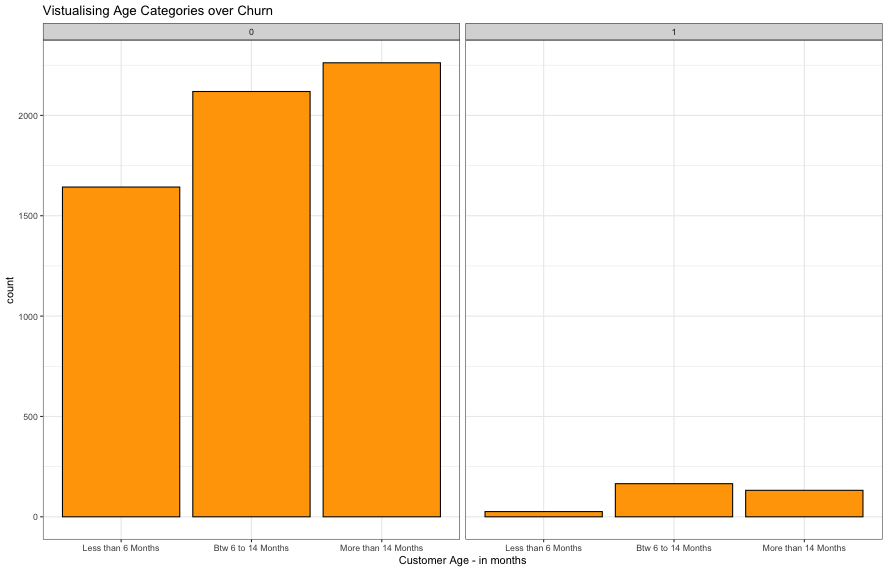 Vistualising Age Categories over Churn
0 1
2000
1500
1000
500
0
count
Less than 6 Months Btw 6 to 14 Months More than 14 Months Less than 6 Months Btw 6 to 14 Months More than 14 Months
Customer Age - in months